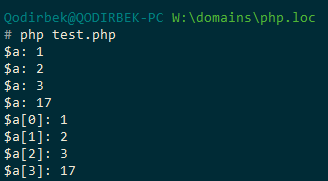 Qodirbek@QODIRBEK-PC W:\domains\php.loc
# php test.php
$a: 1
$a: 2
$a: 3
$a: 17
$a[0]: 1
$a[1]: 2
$a[2]: 3
$a[3]: 17